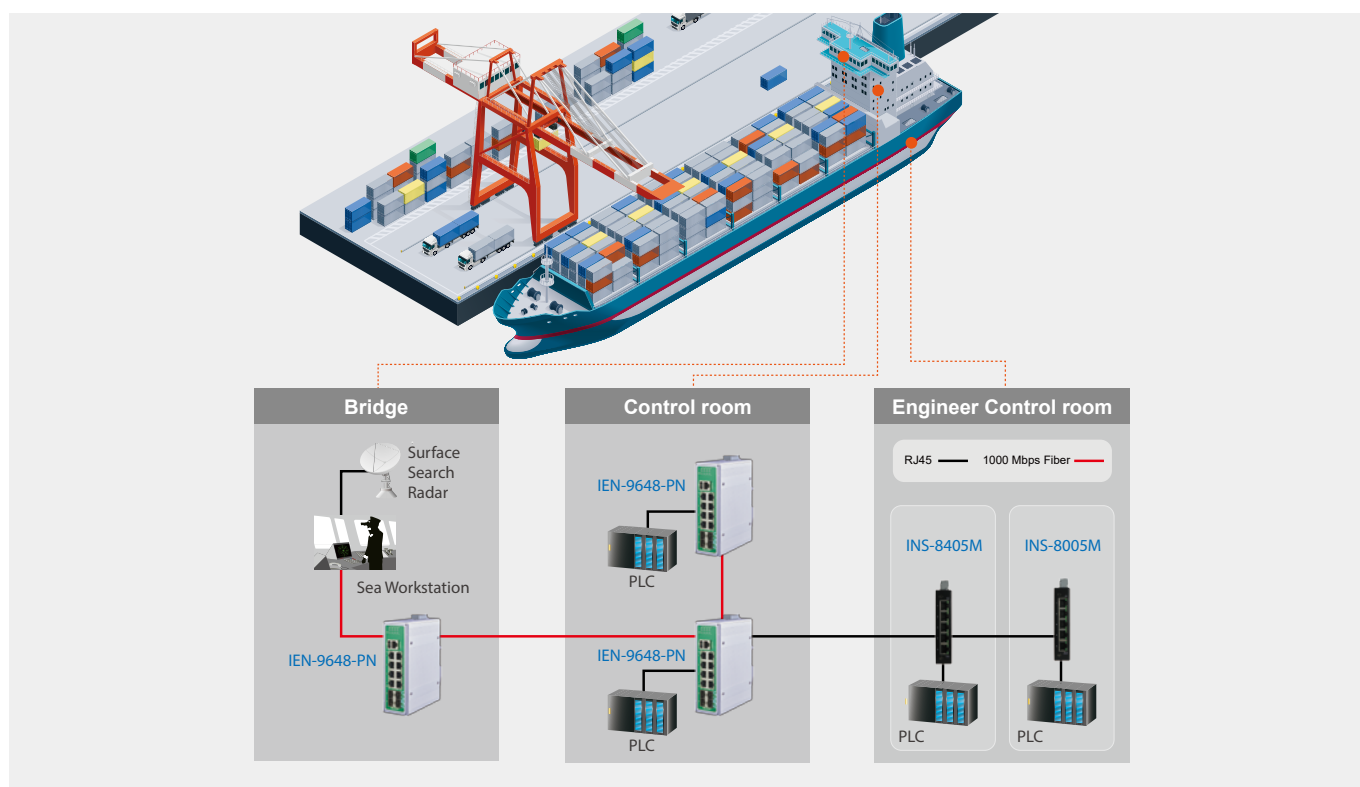 Bridge
Surface
Search
Radar
Sea Workstation
IEN-9648-PN
Control room
IEN-9648-PN
PLC
IEN-9648-PN
PLC
Engineer Control room
RJ45
1000 Mbps Fiber
INS-8405M
INS-8005M
PLC
PLC